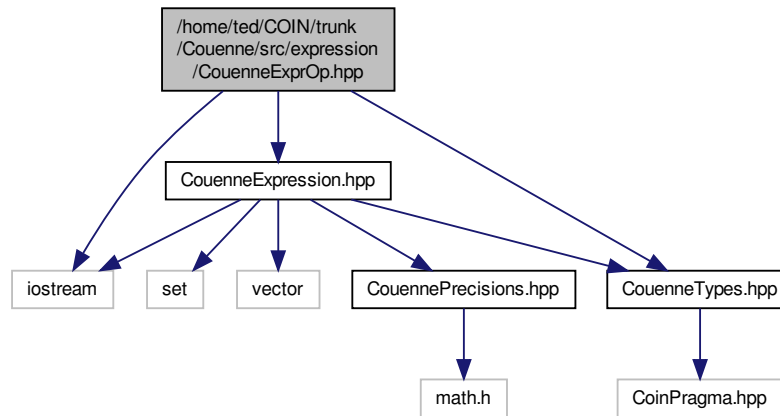 /home/ted/COIN/trunk
/Couenne/src/expression
/CouenneExprOp.hpp
CouenneExpression.hpp
iostream
set
vector
CouennePrecisions.hpp
CouenneTypes.hpp
math.h
CoinPragma.hpp